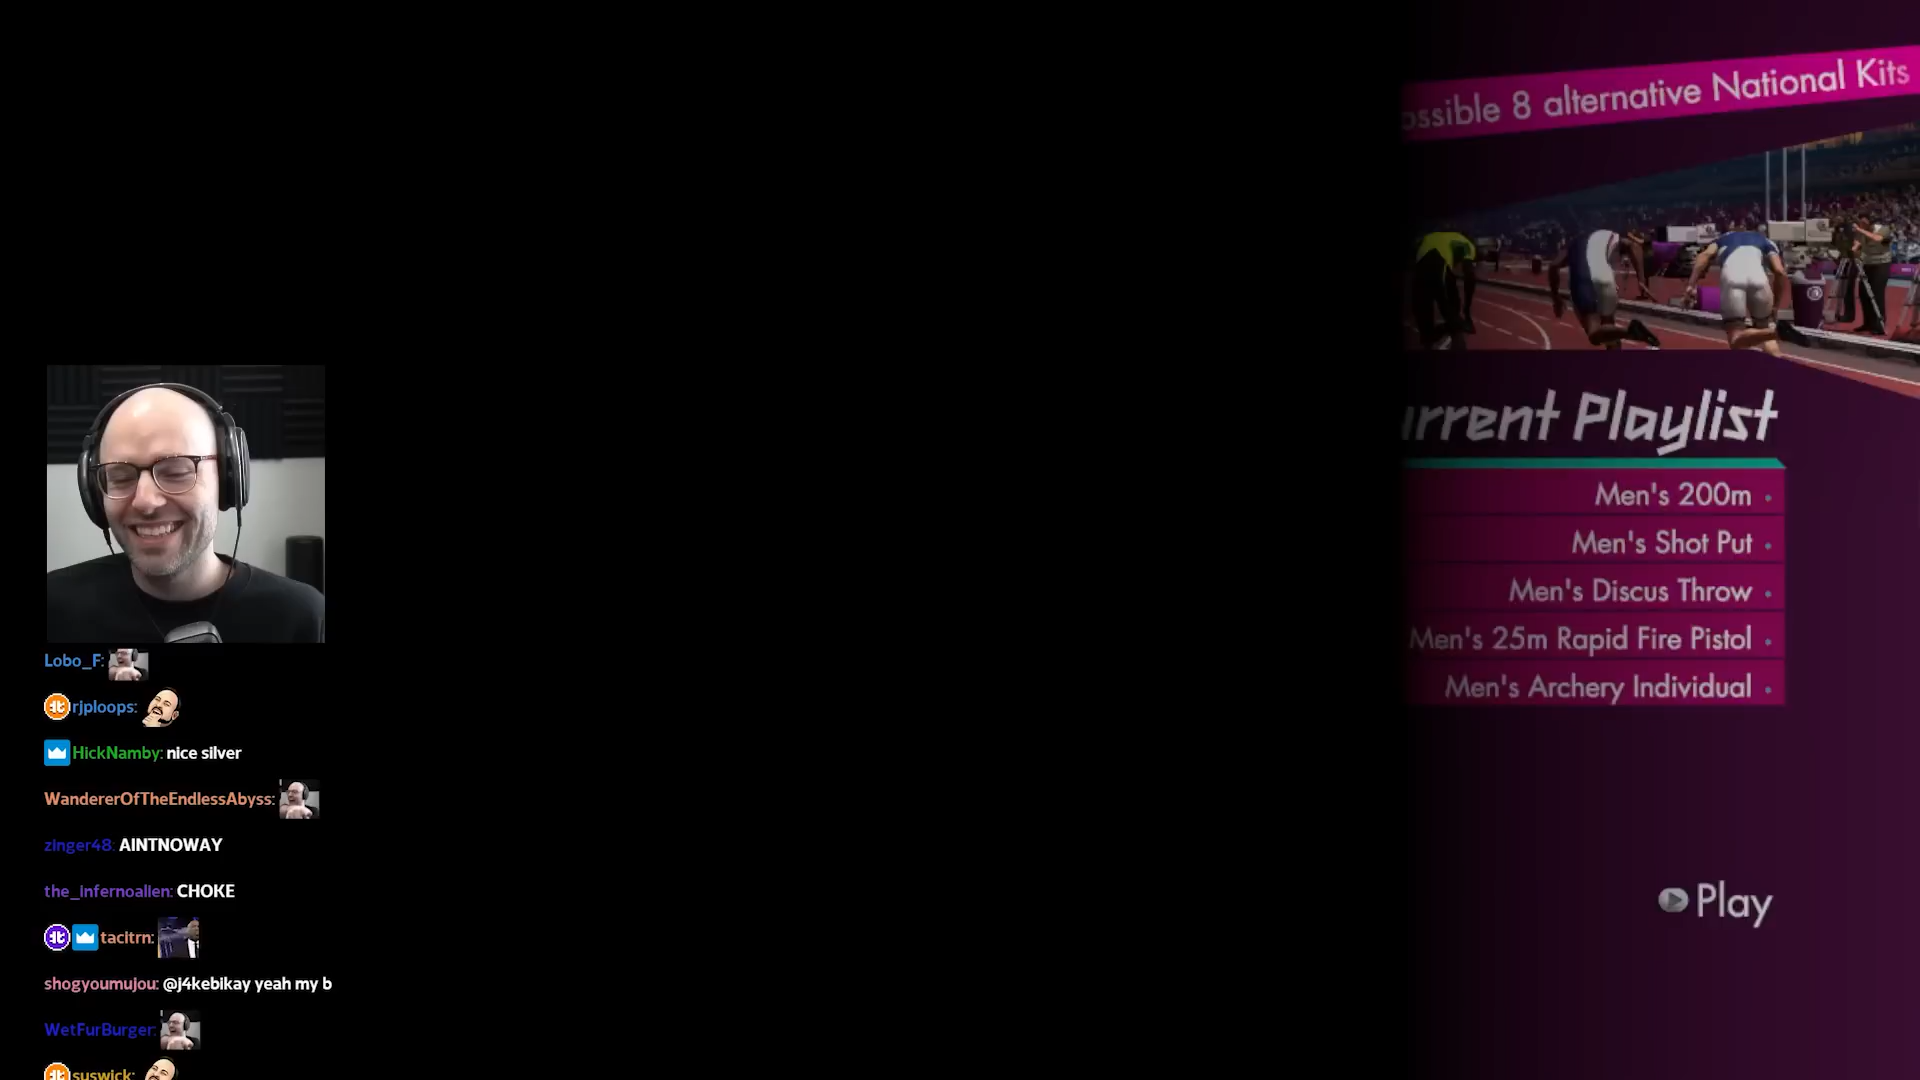 ossible 8 alternative National Kits
rrent Playlist
Men's 200m
Men's Shot Put
Men's Discus Throw
Men's 25m Rapid Fire Pistol
Men's Archery Individual
Play
Lobo_F:
rjploops:
HickNamby: nice silver
WandererOfTheEndlessAbyss:
zinger48: AINTNOWAY
the_infernoalien: CHOKE
tacitrn:
shogyoumujou: @j4kebikay yeah my b
WetFurBurger:
suswick: